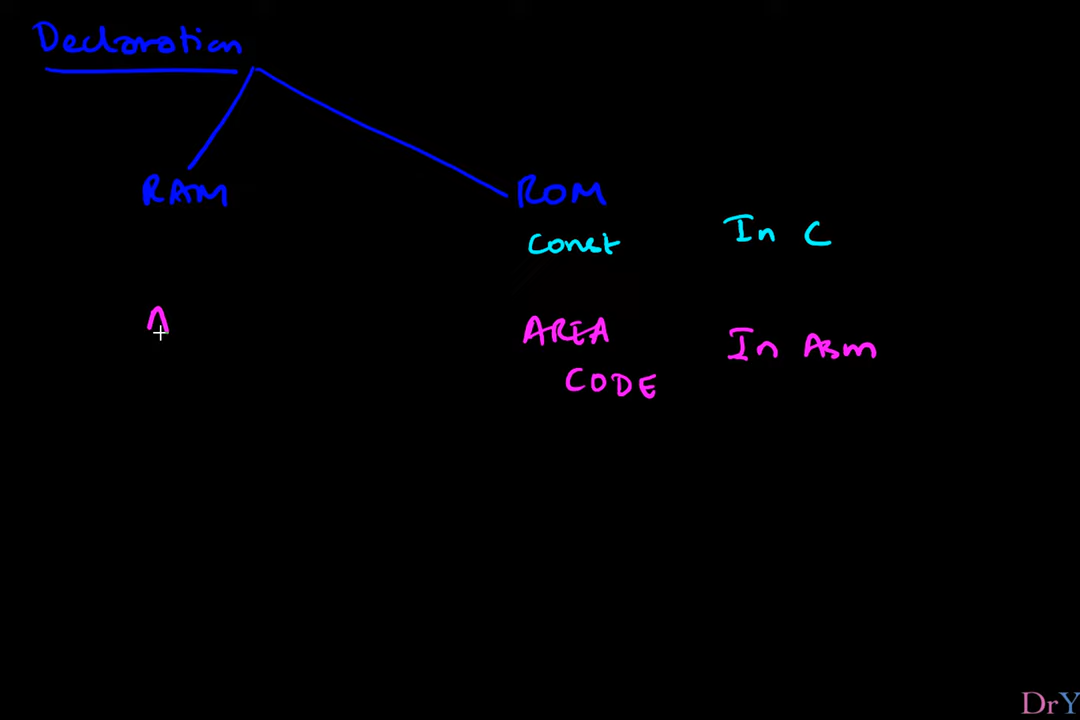 Declaration
RAM
ROM
Const
In C
A
AREA
In Asm
CODE
DrY